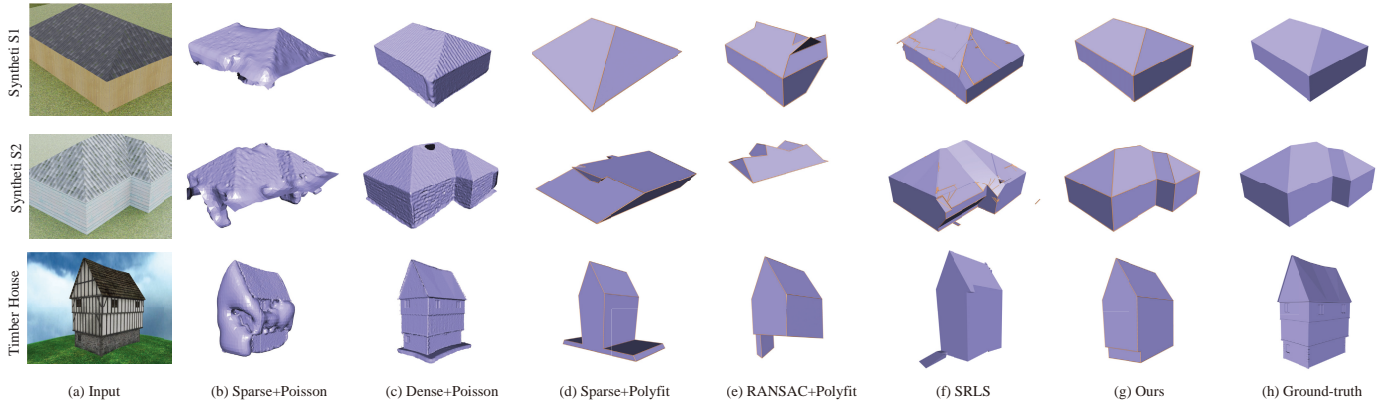 Syntheti S1
Syntheti S2
Timber House
(a) Input
(b) Sparse+Poisson
(c) Dense+Poisson
(d) Sparse+Polyfit
(e) RANSAC+Polyfit
(f) SRLS
(g) Ours
(h) Ground-truth